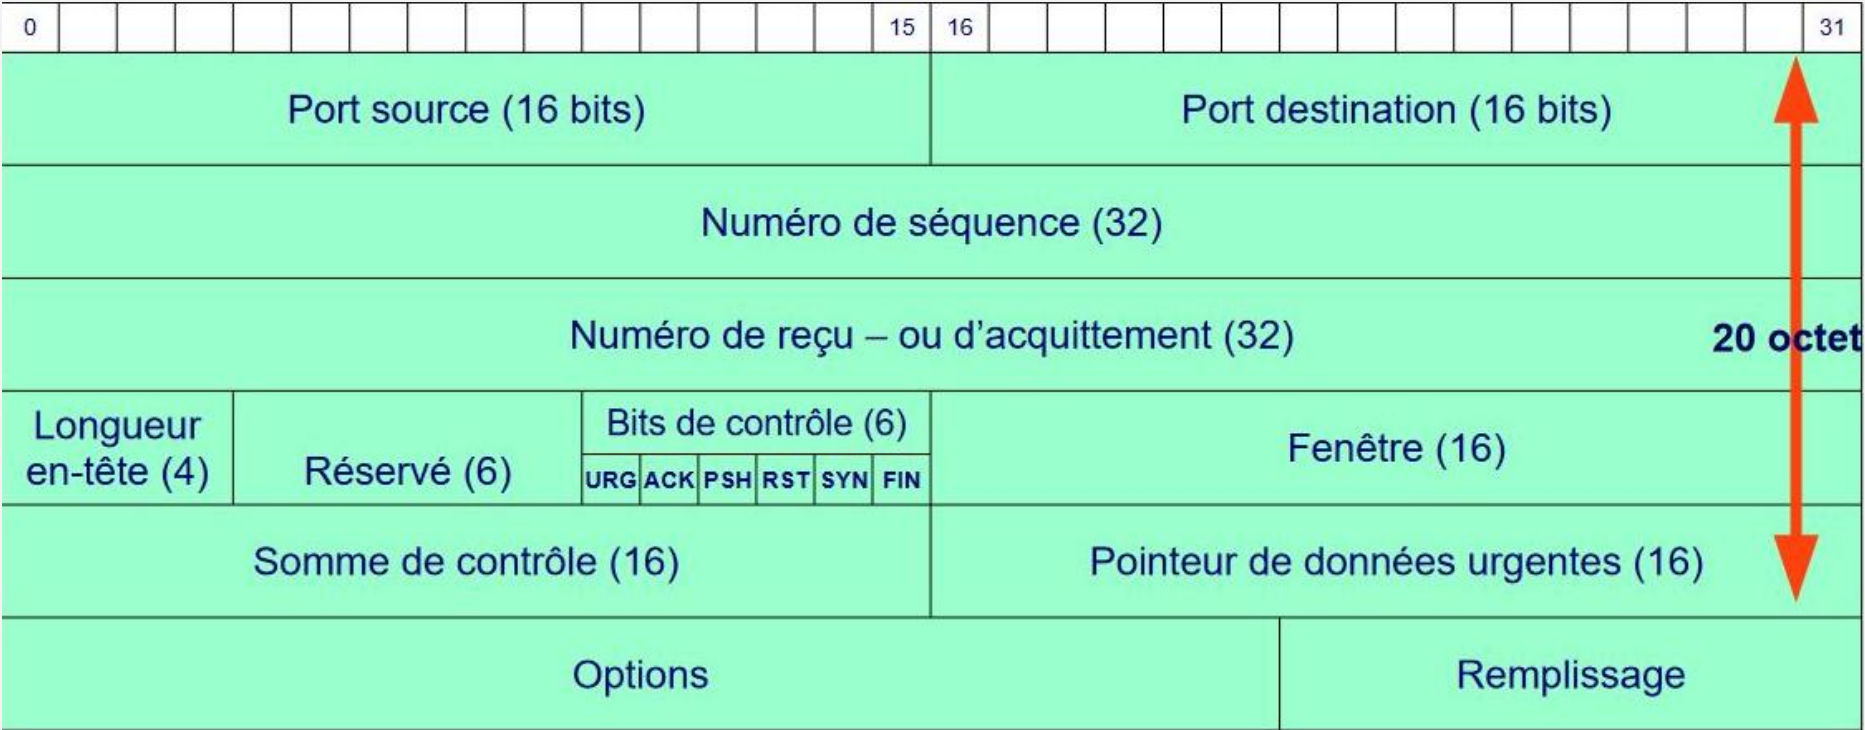 0 15 16 31
Port source (16 bits) Port destination (16 bits)
Numéro de séquence (32)
Numéro de reçu – ou d'acquittement (32)
20 octet
Longueur
en-tête (4)
Réservé (6)
Bits de contrôle (6)
URG ACK PSH RST SYN FIN
Fenêtre (16)
Somme de contrôle (16) Pointeur de données urgentes (16)
Options Remplissage